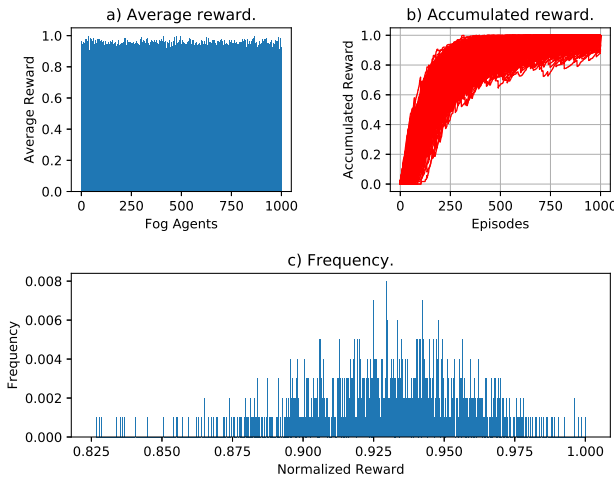 a) Average reward.
1.0
0.8
0.6
0.4
0.2
0.0
Average Reward
0 250 500 750 1000
Fog Agents
b) Accumulated reward.
1.0
0.8
0.6
0.4
0.2
0.0
Accumulated Reward
0 250 500 750 1000
Episodes
c) Frequency.
0.008
0.006
0.004
0.002
0.000
Frequency
0.825 0.850 0.875 0.900 0.925 0.950 0.975 1.000
Normalized Reward